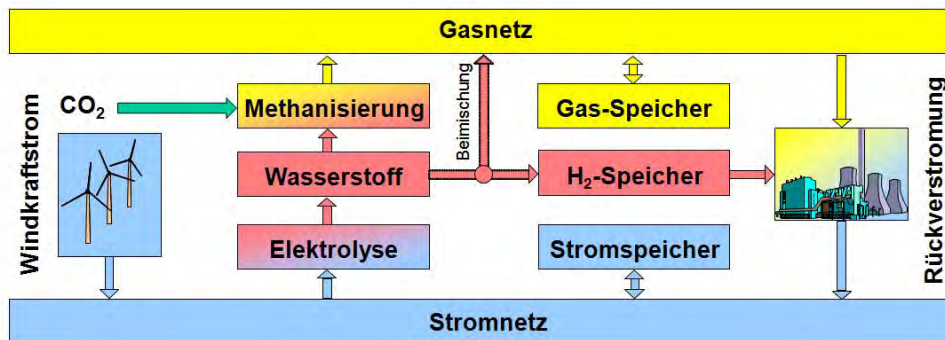 Gasnetz
Windkraftstrom
CO₂
Methanisierung
Beimischung
Gas-Speicher
Wasserstoff
H₂-Speicher
Elektrolyse
Stromspeicher
Rückverstromung
Stromnetz